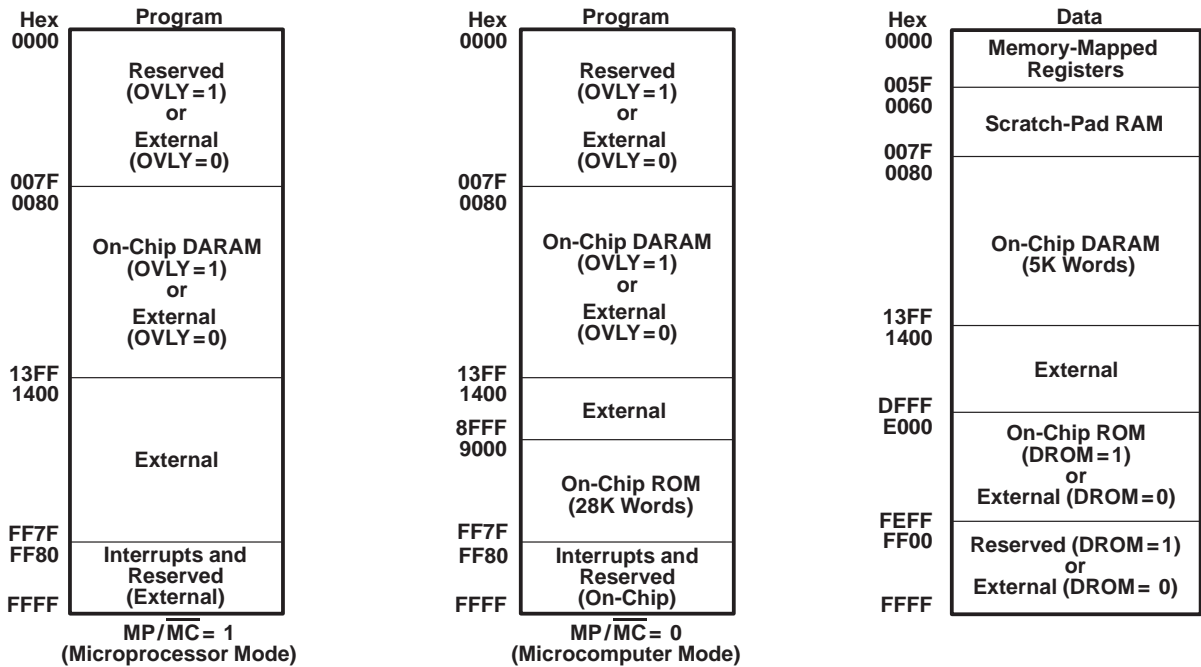 Hex Program
0000
Reserved
(OVLY = 1)
or
External
(OVLY = 0)
007F
0080
On-Chip DARAM
(OVLY = 1)
or
External
(OVLY = 0)
13FF
1400
External
FF7F
FF80
Interrupts and
Reserved
(External)
FFFF
MP/M̅C̅ = 1
(Microprocessor Mode)
Hex Program
0000
Reserved
(OVLY = 1)
or
External
(OVLY = 0)
007F
0080
On-Chip DARAM
(OVLY = 1)
or
External
(OVLY = 0)
13FF
1400
External
8FFF
9000
On-Chip ROM
(28K Words)
FF7F
FF80
Interrupts and
Reserved
(On-Chip)
FFFF
MP/M̅C̅ = 0
(Microcomputer Mode)
Hex Data
0000
Memory-Mapped
Registers
005F
0060
Scratch-Pad RAM
007F
0080
On-Chip DARAM
(5K Words)
13FF
1400
External
DFFF
E000
On-Chip ROM
(DROM = 1)
or
External (DROM = 0)
FEFF
FF00
Reserved (DROM = 1)
or
External (DROM = 0)
FFFF